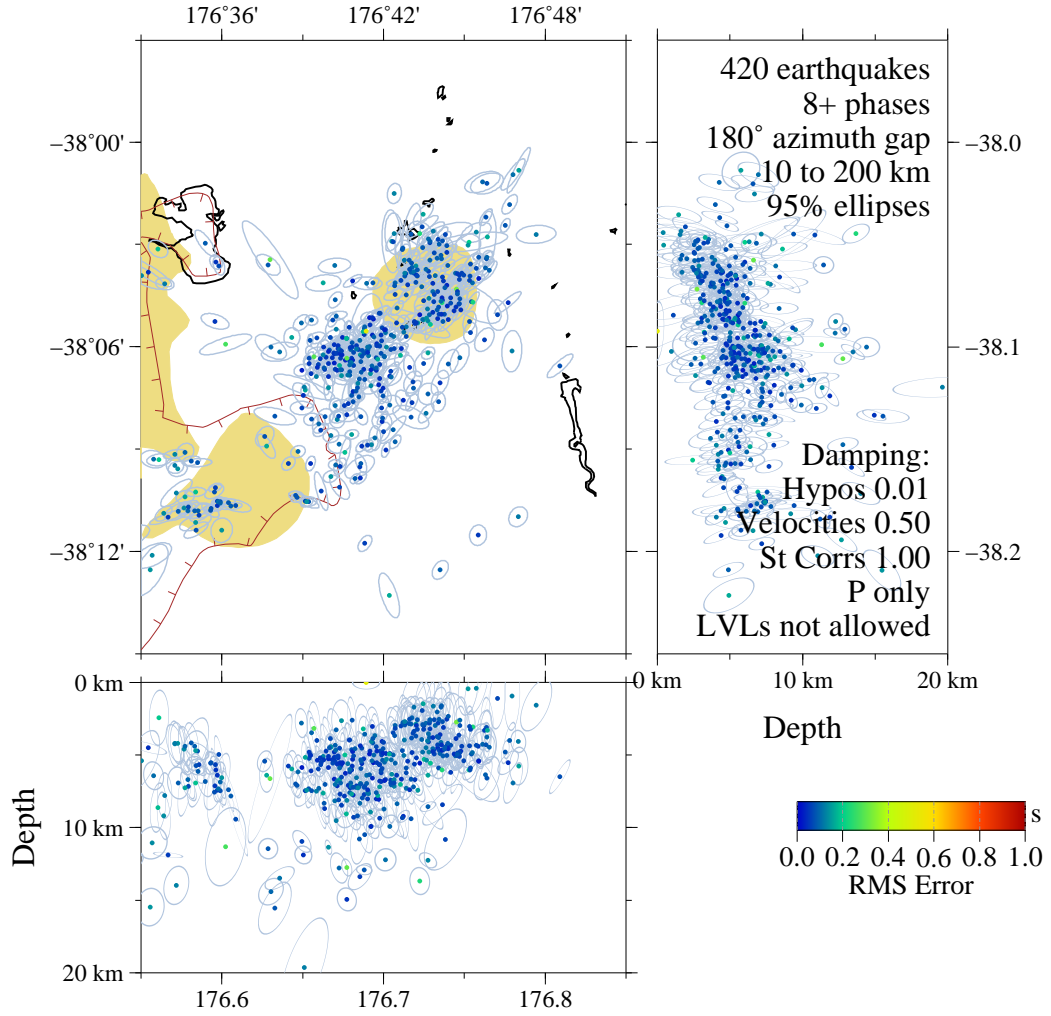 176˚36' 176˚42' 176˚48'
−38˚00'
−38˚06'
−38˚12'
420 earthquakes
8+ phases
180˚ azimuth gap
10 to 200 km
95% ellipses
Damping:
Hypos 0.01
Velocities 0.50
St Corrs 1.00
P only
LVLs not allowed
−38.0
−38.1
−38.2
0 km 10 km 20 km
Depth
0 km
10 km
20 km
Depth
176.6 176.7 176.8
s
0.0 0.2 0.4 0.6 0.8 1.0
RMS Error